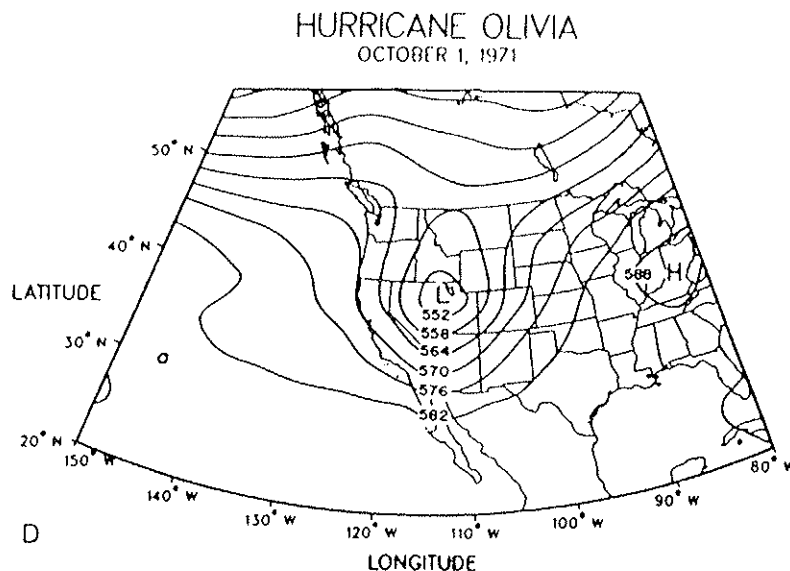 HURRICANE OLIVIA
OCTOBER 1, 1971
50° N
40° N
LATITUDE
30° N
20° N
150° W
140° W
130° W
120° W
110° W
100° W
90° W
80° W
588 H
L
552
558
564
570
576
582
D
LONGITUDE